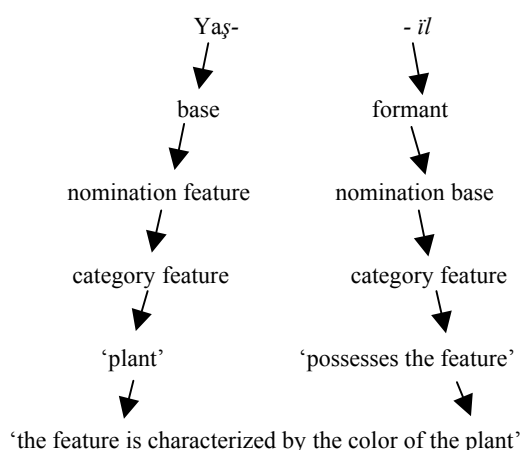 Yaş- - ïl
base formant
nomination feature nomination base
category feature category feature
‘plant’ ‘possesses the feature’
‘the feature is characterized by the color of the plant’